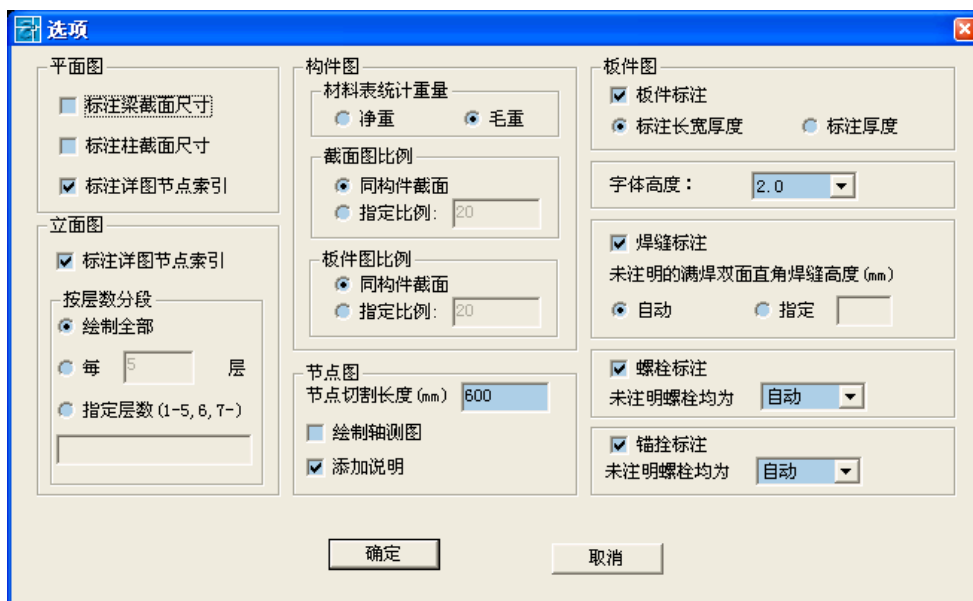 选项
平面图
标注梁截面尺寸
标注柱截面尺寸
标注详图节点索引
立面图
标注详图节点索引
按层数分段
绘制全部
每 5 层
指定层数(1-5,6,7-)
构件图
材料表统计重量
净重 毛重
截面图比例
同构件截面
指定比例: 20
板件图比例
同构件截面
指定比例: 20
节点图
节点切割长度(mm) 600
绘制轴测图
添加说明
板件图
板件标注
标注长宽厚度 标注厚度
字体高度: 2.0
焊缝标注
未注明的满焊双面直角焊缝高度(mm)
自动 指定
螺栓标注
未注明螺栓均为 自动
锚拴标注
未注明螺栓均为 自动
确定 取消